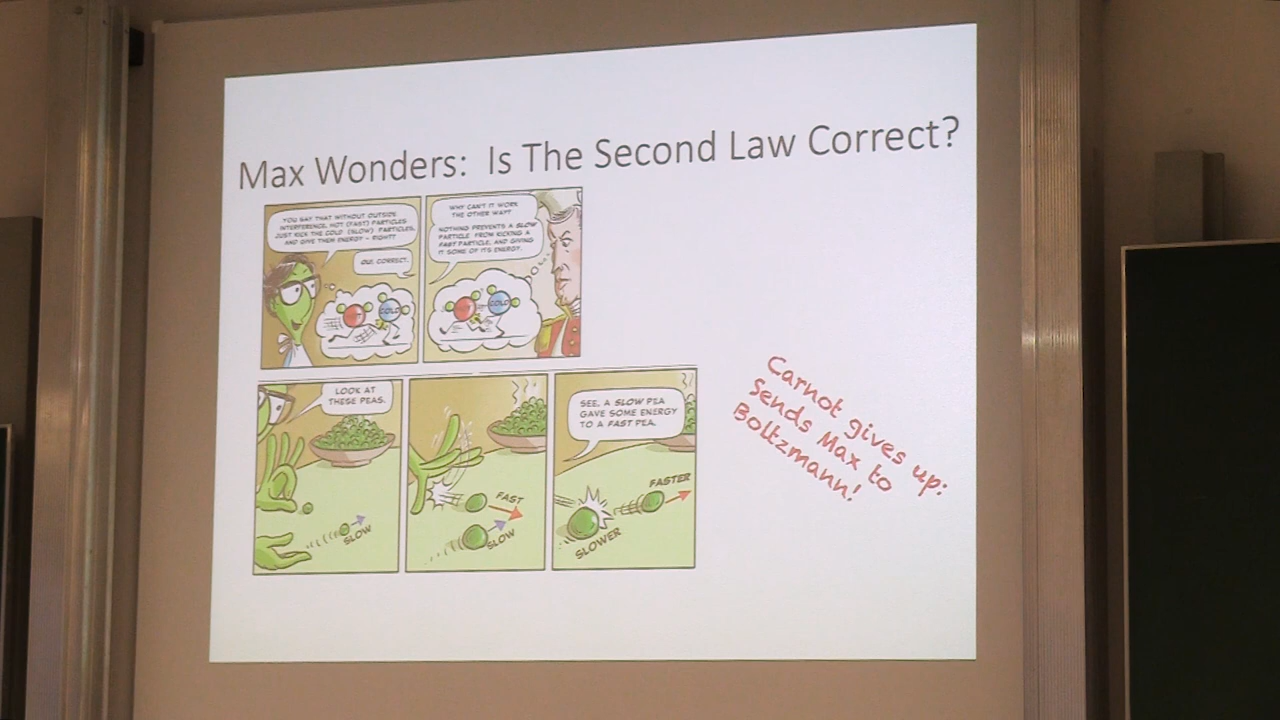 Max Wonders: Is The Second Law Correct?
YOU SAY THAT WITHOUT OUTSIDE
INTERFERENCE, HOT (FAST) PARTICLES
JUST KICK THE COLD (SLOW) PARTICLES,
AND GIVE THEM ENERGY - RIGHT?
OUI. CORRECT.
HOT
COLD
WHY CAN'T IT WORK
THE OTHER WAY?
NOTHING PREVENTS A SLOW
PARTICLE FROM KICKING A
FAST PARTICLE, AND GIVING
IT SOME OF ITS ENERGY.
COLD
LOOK AT
THESE PEAS.
SLOW
FAST
SLOW
SEE, A SLOW PEA
GAVE SOME ENERGY
TO A FAST PEA.
FASTER
SLOWER
Carnot gives up:
Sends Max to
Boltzmann!